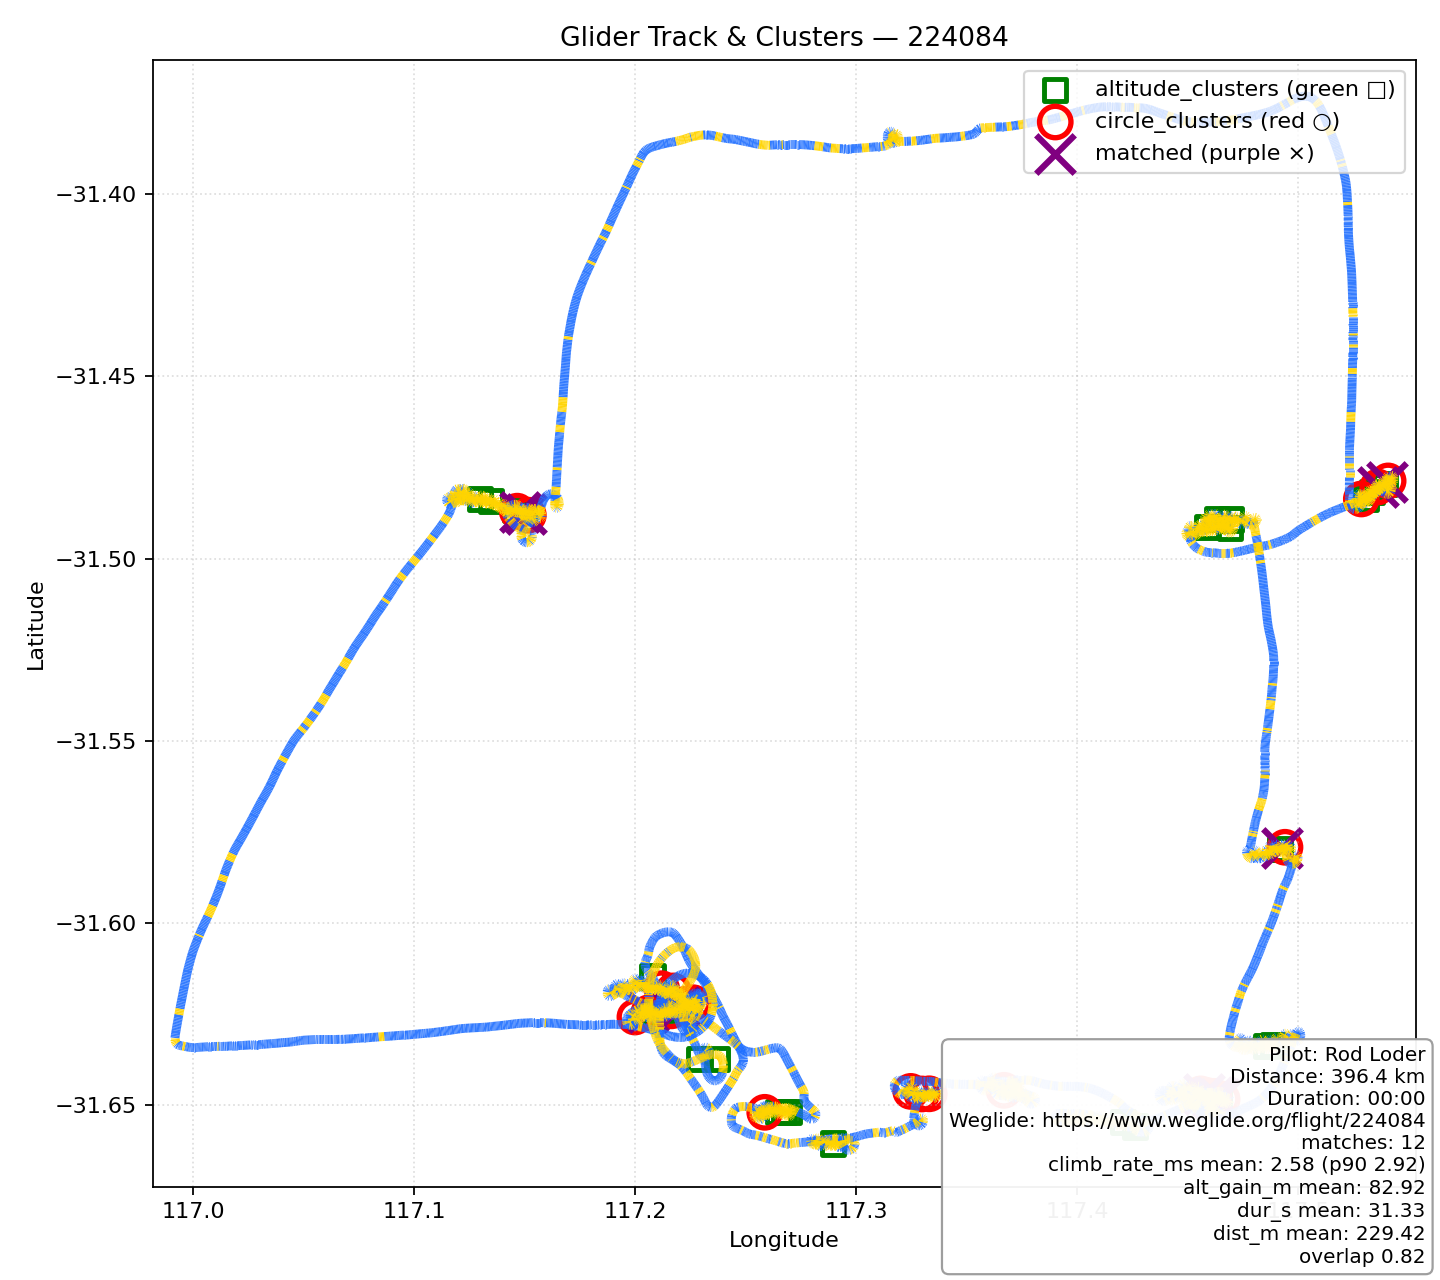 Glider Track & Clusters — 224084
altitude_clusters (green □)
circle_clusters (red ○)
matched (purple ×)
−31.40
−31.45
−31.50
−31.55
−31.60
−31.65
Latitude
117.0
117.1
117.2
117.3
117.4
Longitude
Pilot: Rod Loder
Distance: 396.4 km
Duration: 00:00
Weglide: https://www.weglide.org/flight/224084
matches: 12
climb_rate_ms mean: 2.58 (p90 2.92)
alt_gain_m mean: 82.92
dur_s mean: 31.33
dist_m mean: 229.42
overlap 0.82